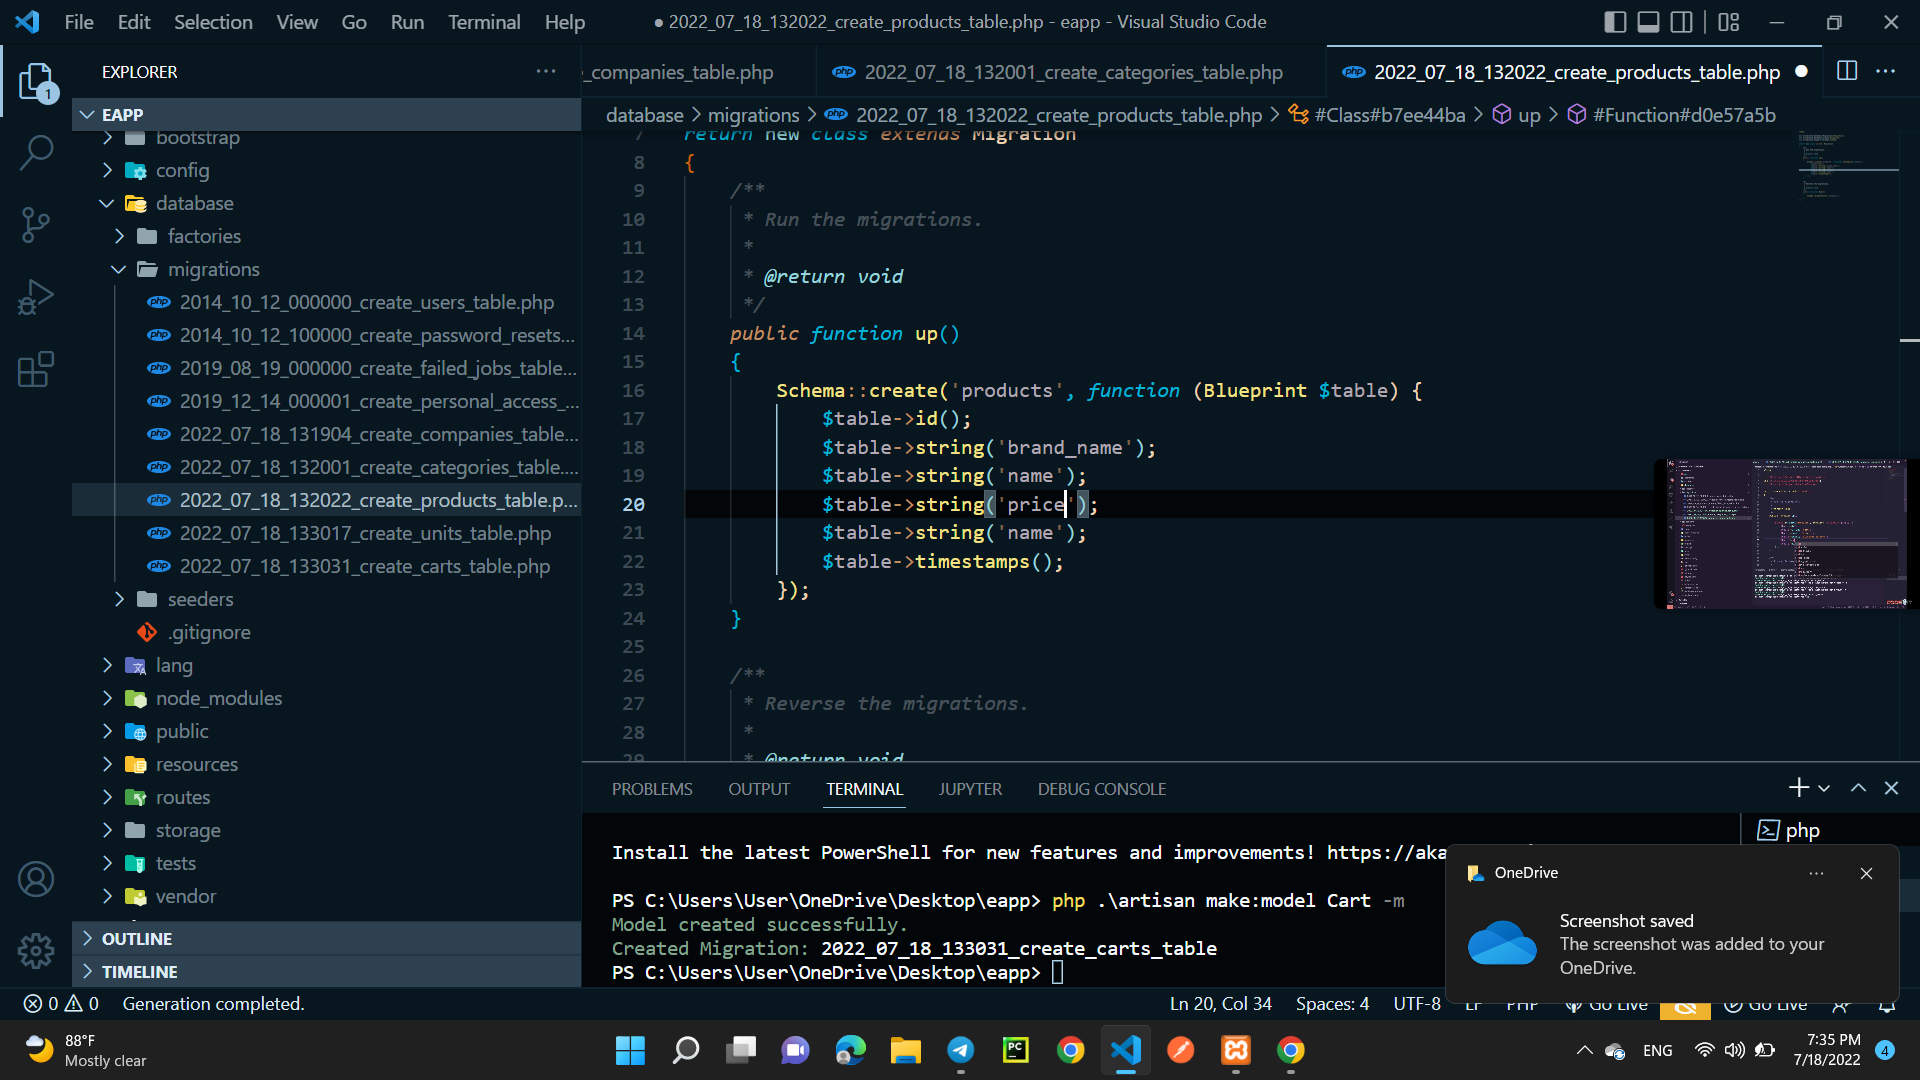 File Edit Selection View Go Run Terminal Help
● 2022_07_18_132022_create_products_table.php - eapp - Visual Studio Code
EXPLORER
_companies_table.php
2022_07_18_132001_create_categories_table.php
2022_07_18_132022_create_products_table.php
EAPP
bootstrap
config
database
factories
migrations
2014_10_12_000000_create_users_table.php
2014_10_12_100000_create_password_resets...
2019_08_19_000000_create_failed_jobs_table...
2019_12_14_000001_create_personal_access_...
2022_07_18_131904_create_companies_table...
2022_07_18_132001_create_categories_table....
2022_07_18_132022_create_products_table.p...
2022_07_18_133017_create_units_table.php
2022_07_18_133031_create_carts_table.php
seeders
.gitignore
lang
node_modules
public
resources
routes
storage
tests
vendor
OUTLINE
TIMELINE
database > migrations > 2022_07_18_132022_create_products_table.php > #Class#b7ee44ba > up > #Function#d0e57a5b
7 return new class extends Migration
8 {
9 /**
10 * Run the migrations.
11 *
12 * @return void
13 */
14 public function up()
15 {
16 Schema::create('products', function (Blueprint $table) {
17 $table->id();
18 $table->string('brand_name');
19 $table->string('name');
20 $table->string('price');
21 $table->string('name');
22 $table->timestamps();
23 });
24 }
25
26 /**
27 * Reverse the migrations.
28 *
29 * @return void
PROBLEMS OUTPUT TERMINAL JUPYTER DEBUG CONSOLE
php
Install the latest PowerShell for new features and improvements! https://aka
PS C:\Users\User\OneDrive\Desktop\eapp> php .\artisan make:model Cart -m
Model created successfully.
Created Migration: 2022_07_18_133031_create_carts_table
PS C:\Users\User\OneDrive\Desktop\eapp>
OneDrive
Screenshot saved
The screenshot was added to your
OneDrive.
0 0 Generation completed.
Ln 20, Col 34 Spaces: 4 UTF-8 LF PHP Go Live Go Live
88°F
Mostly clear
PC
ENG
7:35 PM
7/18/2022
4
1